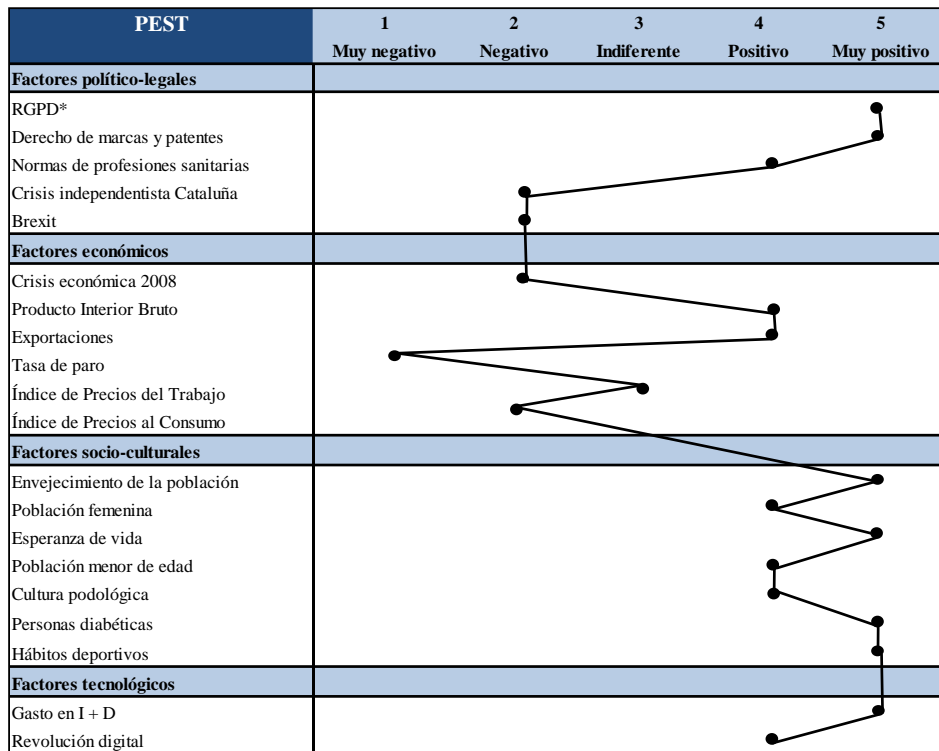 PEST 1 2 3 4 5
Muy negativo Negativo Indiferente Positivo Muy positivo
Factores político-legales
RGPD*
Derecho de marcas y patentes
Normas de profesiones sanitarias
Crisis independentista Cataluña
Brexit
Factores económicos
Crisis económica 2008
Producto Interior Bruto
Exportaciones
Tasa de paro
Índice de Precios del Trabajo
Índice de Precios al Consumo
Factores socio-culturales
Envejecimiento de la población
Población femenina
Esperanza de vida
Población menor de edad
Cultura podológica
Personas diabéticas
Hábitos deportivos
Factores tecnológicos
Gasto en I + D
Revolución digital